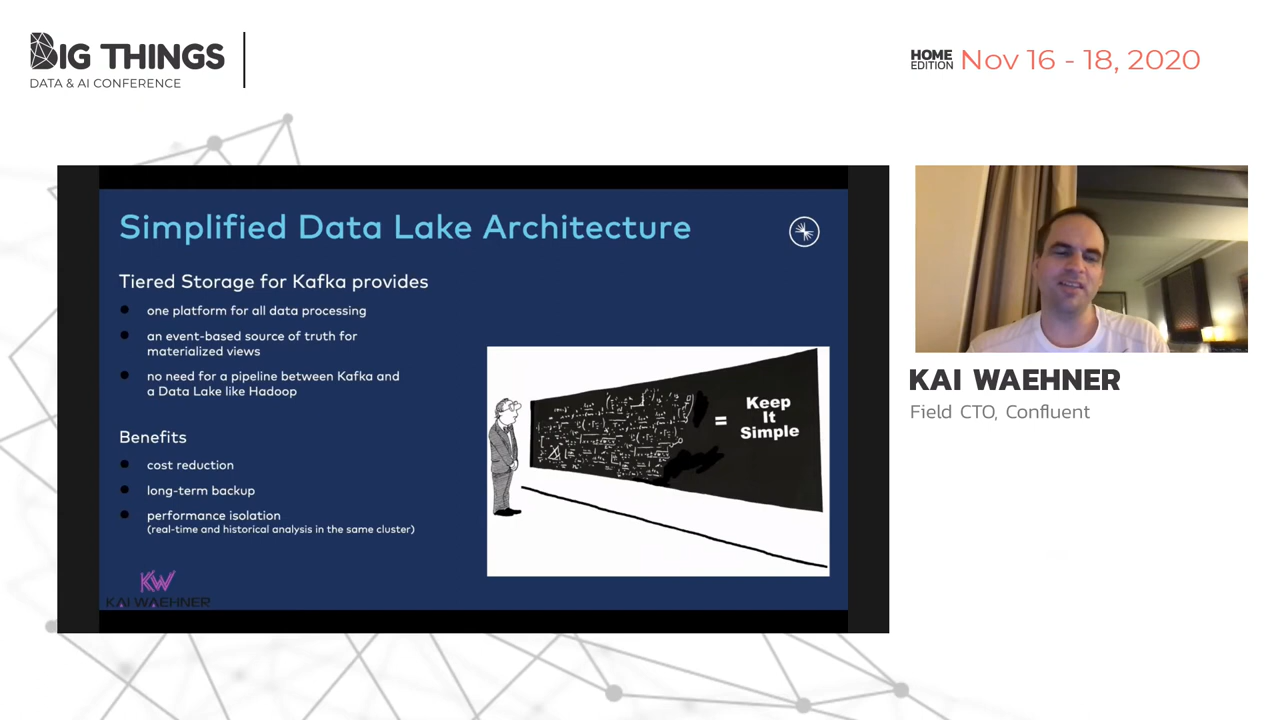 BIG THINGS
DATA & AI CONFERENCE
HOME
EDITION
Nov 16 - 18, 2020
Simplified Data Lake Architecture
Tiered Storage for Kafka provides
one platform for all data processing
an event-based source of truth for
materialized views
no need for a pipeline between Kafka and
a Data Lake like Hadoop
Benefits
cost reduction
long-term backup
performance isolation
(real-time and historical analysis in the same cluster)
= Keep
It
Simple
KW
KAI WAEHNER
KAI WAEHNER
Field CTO, Confluent